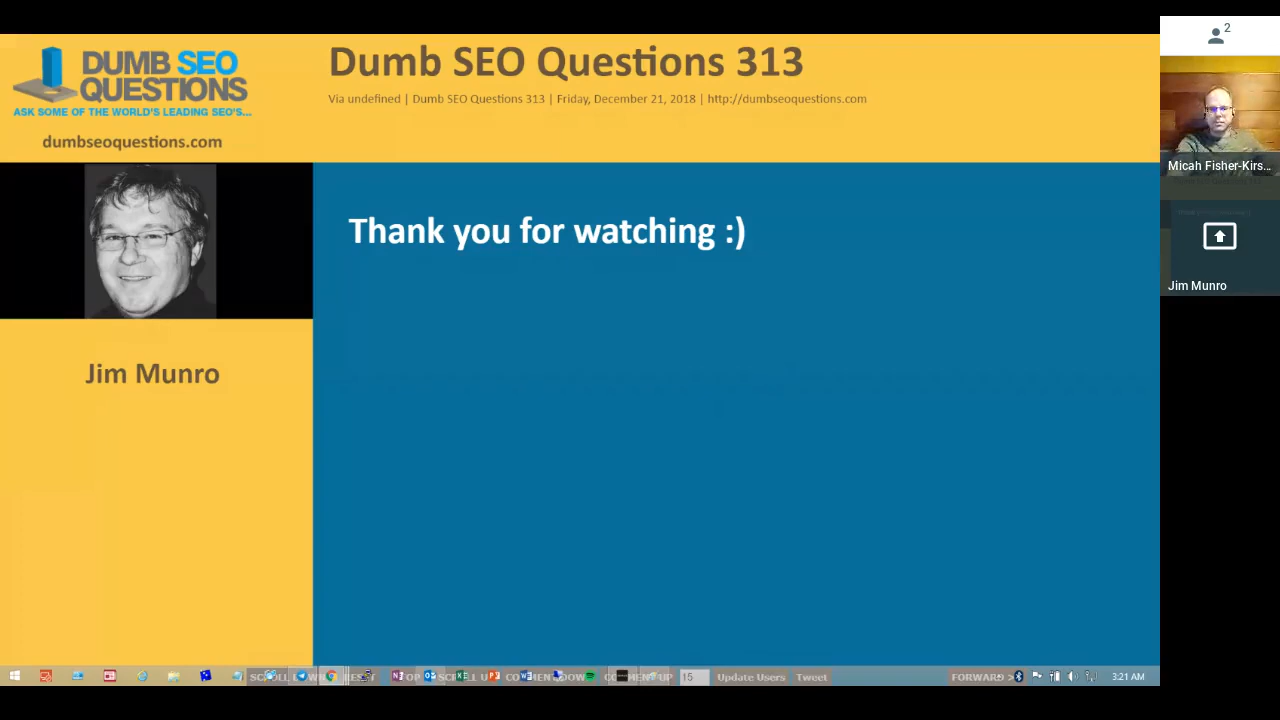 DUMB SEO
QUESTIONS
ASK SOME OF THE WORLD'S LEADING SEO'S...
dumbseoquestions.com
Dumb SEO Questions 313
Via undefined | Dumb SEO Questions 313 | Friday, December 21, 2018 | http://dumbseoquestions.com
Thank you for watching :)
Jim Munro
2
Micah Fisher-Kirs...
Jim Munro
15
Update Users
Tweet
FORWARD >
3:21 AM